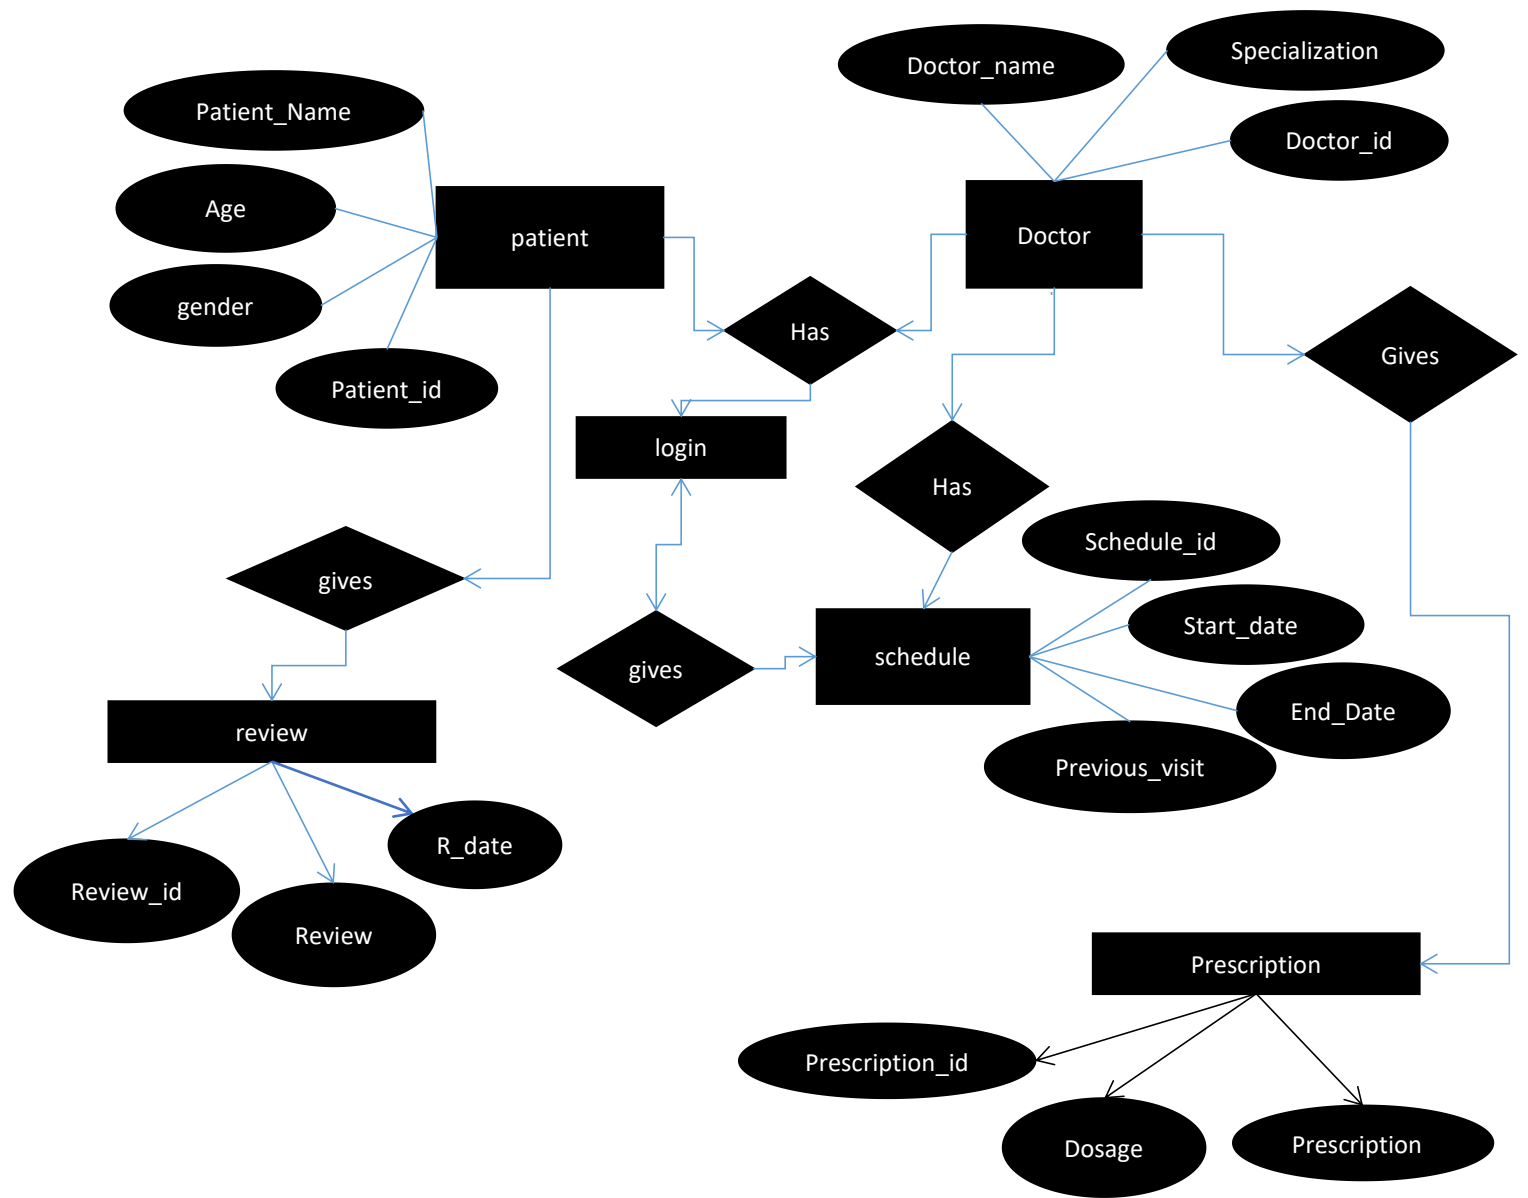 Doctor_name
Specialization
Patient_Name
Doctor_id
Age
patient
Doctor
gender
Has
Gives
Patient_id
login
Has
Schedule_id
gives
Start_date
schedule
gives
End_Date
review
Previous_visit
R_date
Review_id
Review
Prescription
Prescription_id
Dosage
Prescription